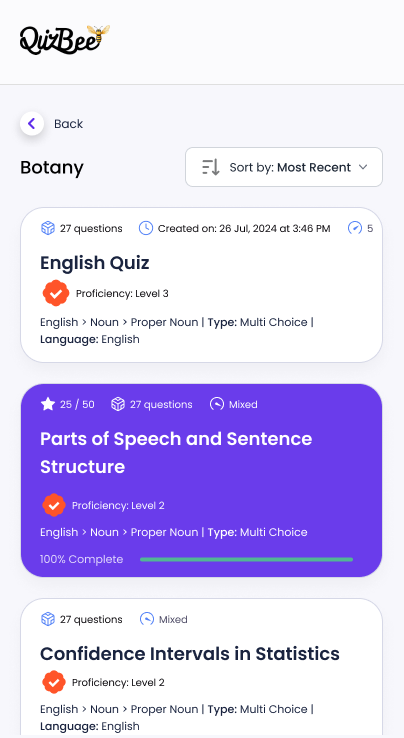 QuizBee
Back
Botany
Sort by: Most Recent
27 questions Created on: 26 Jul, 2024 at 3:46 PM 5
English Quiz
Proficiency: Level 3
English > Noun > Proper Noun | Type: Multi Choice |
Language: English
25 / 50 27 questions Mixed
Parts of Speech and Sentence
Structure
Proficiency: Level 2
English > Noun > Proper Noun | Type: Multi Choice
100% Complete
27 questions Mixed
Confidence Intervals in Statistics
Proficiency: Level 2
English > Noun > Proper Noun | Type: Multi Choice |
Language: English